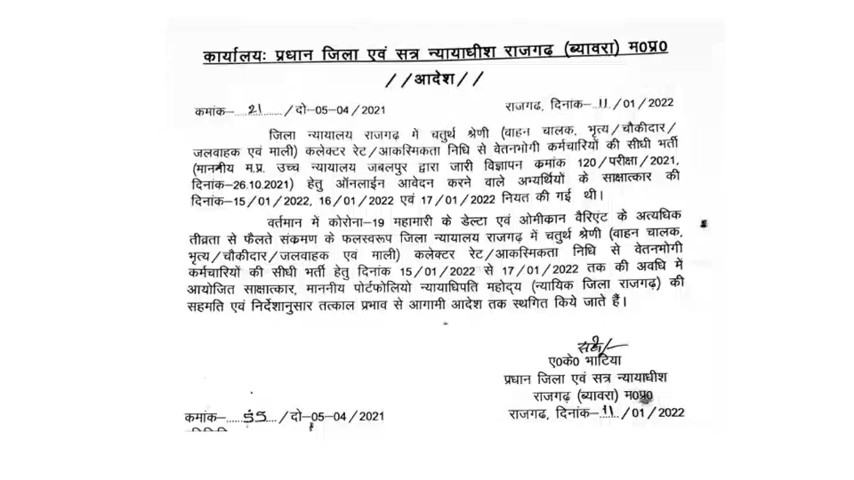 कार्यालयः प्रधान जिला एवं सत्र न्यायाधीश राजगढ़ (ब्यावरा) म0प्र0
//आदेश//
कमांक–..21....../दो–05–04/2021 राजगढ, दिनांक–..11../01/2022
जिला न्यायालय राजगढ़ में चतुर्थ श्रेणी (वाहन चालक, भृत्य/चौकीदार/
जलवाहक एवं माली) कलेक्टर रेट/आकस्मिकता निधि से वेतनभोगी कर्मचारियों की सीधी भर्ती
(माननीय म.प्र. उच्च न्यायालय जबलपुर द्वारा जारी विज्ञापन कमांक 120/परीक्षा/2021,
दिनांक–26.10.2021) हेतु ऑनलाईन आवेदन करने वाले अभ्यर्थियों के साक्षात्कार की
दिनांक–15/01/2022, 16/01/2022 एवं 17/01/2022 नियत की गई थी।
वर्तमान में कोरोना–19 महामारी के डेल्टा एवं ओमीकान वैरिएंट के अत्यधिक
तीव्रता से फैलते संकमण के फलस्वरूप जिला न्यायालय राजगढ़ में चतुर्थ श्रेणी (वाहन चालक,
भृत्य/चौकीदार/जलवाहक एवं माली) कलेक्टर रेट/आकस्मिकता निधि से वेतनभोगी
कर्मचारियों की सीधी भर्ती हेतु दिनांक 15/01/2022 से 17/01/2022 तक की अवधि में
आयोजित साक्षात्कार, माननीय पोर्टफोलियो न्यायाधिपति महोद्य (न्यायिक जिला राजगढ़) की
सहमति एवं निर्देशानुसार तत्काल प्रभाव से आगामी आदेश तक स्थगित किये जाते हैं।
सही/–
ए0के0 भाटिया
प्रधान जिला एवं सत्र न्यायाधीश
राजगढ़ (ब्यावरा) म0प्र0
कमांक–......55..../दो–05–04/2021 राजगढ, दिनांक–11../01/2022